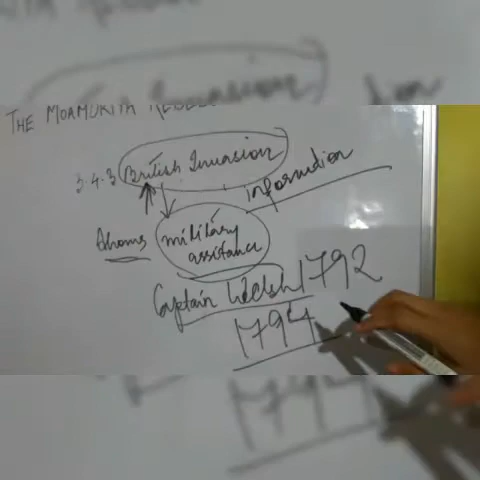 THE MOAMORIA
3.4.3 British Invasion
information
Ahoms military
assistance
Captain Welsh 1792
1794